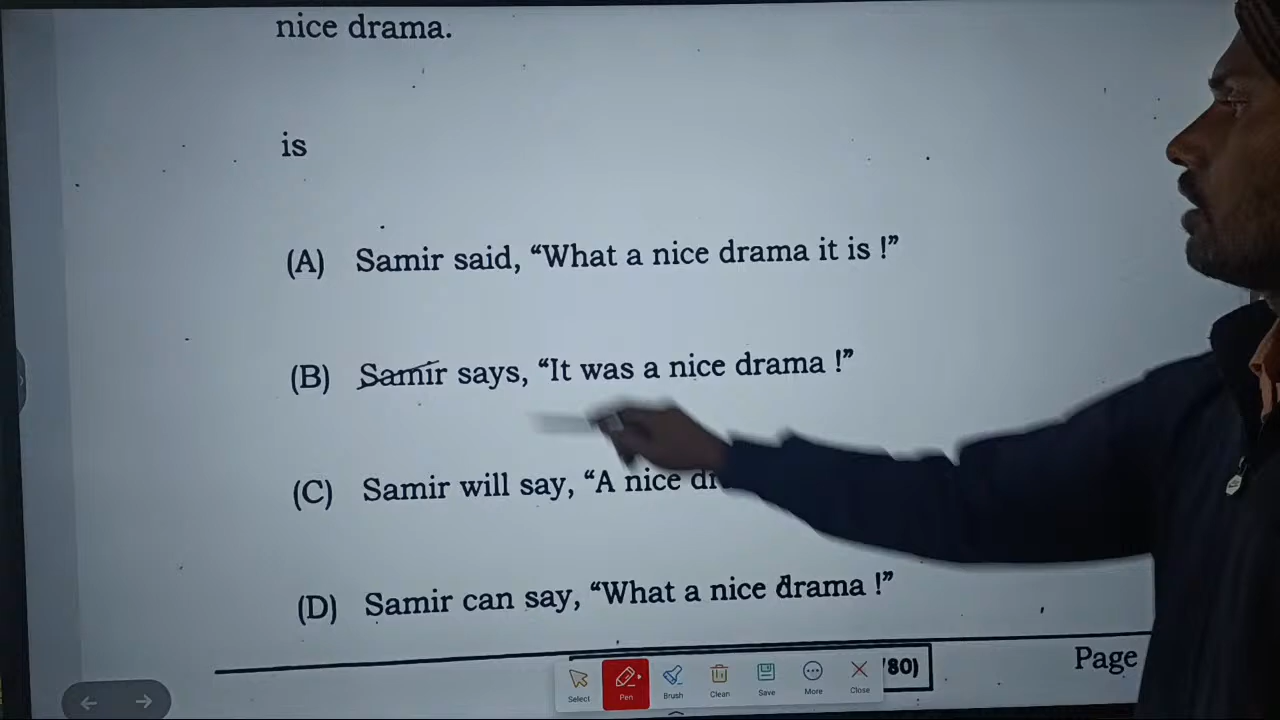 nice drama.
is
(A) Samir said, “What a nice drama it is !”
(B) Samir says, “It was a nice drama !”
(C) Samir will say, “A nice
(D) Samir can say, “What a nice drama !”
/80)
Page
Select Pen Brush Clean Save More Close